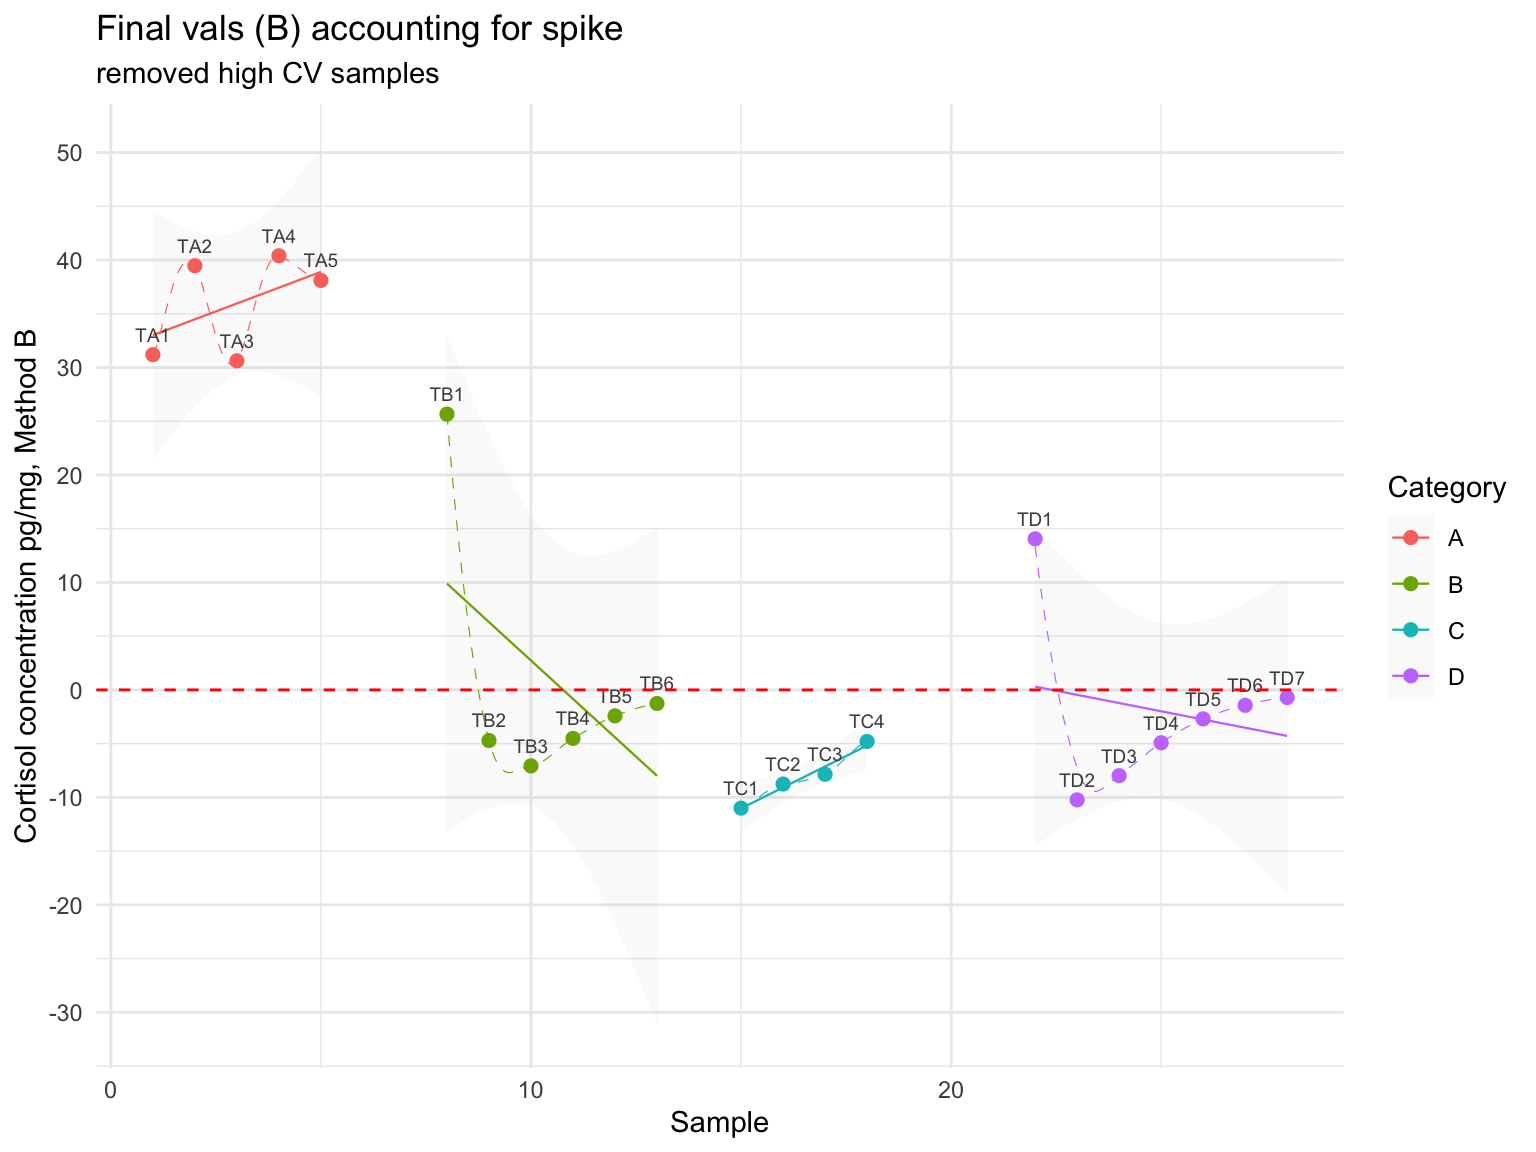 Final vals (B) accounting for spike
removed high CV samples
Cortisol concentration pg/mg, Method B
50
40
30
20
10
0
-10
-20
-30
TA1
TA2
TA3
TA4
TA5
TB1
TB2
TB3
TB4
TB5
TB6
TC1
TC2
TC3
TC4
TD1
TD2
TD3
TD4
TD5
TD6
TD7
0
10
20
Sample
Category
A
B
C
D